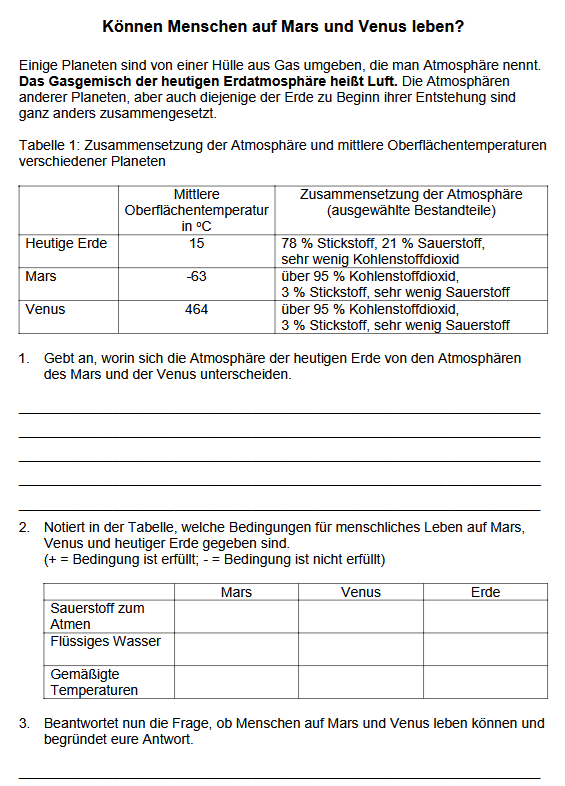 Können Menschen auf Mars und Venus leben?
Einige Planeten sind von einer Hülle aus Gas umgeben, die man Atmosphäre nennt.
Das Gasgemisch der heutigen Erdatmosphäre heißt Luft. Die Atmosphären
anderer Planeten, aber auch diejenige der Erde zu Beginn ihrer Entstehung sind
ganz anders zusammengesetzt.
Tabelle 1: Zusammensetzung der Atmosphäre und mittlere Oberflächentemperaturen
verschiedener Planeten
Mittlere
Oberflächentemperatur
in °C
Zusammensetzung der Atmosphäre
(ausgewählte Bestandteile)
Heutige Erde
15
78 % Stickstoff, 21 % Sauerstoff,
sehr wenig Kohlenstoffdioxid
Mars
-63
über 95 % Kohlenstoffdioxid,
3 % Stickstoff, sehr wenig Sauerstoff
Venus
464
über 95 % Kohlenstoffdioxid,
3 % Stickstoff, sehr wenig Sauerstoff
1. Gebt an, worin sich die Atmosphäre der heutigen Erde von den Atmosphären
des Mars und der Venus unterscheiden.
2. Notiert in der Tabelle, welche Bedingungen für menschliches Leben auf Mars,
Venus und heutiger Erde gegeben sind.
(+ = Bedingung ist erfüllt; - = Bedingung ist nicht erfüllt)
Mars Venus Erde
Sauerstoff zum
Atmen
Flüssiges Wasser
Gemäßigte
Temperaturen
3. Beantwortet nun die Frage, ob Menschen auf Mars und Venus leben können und
begründet eure Antwort.